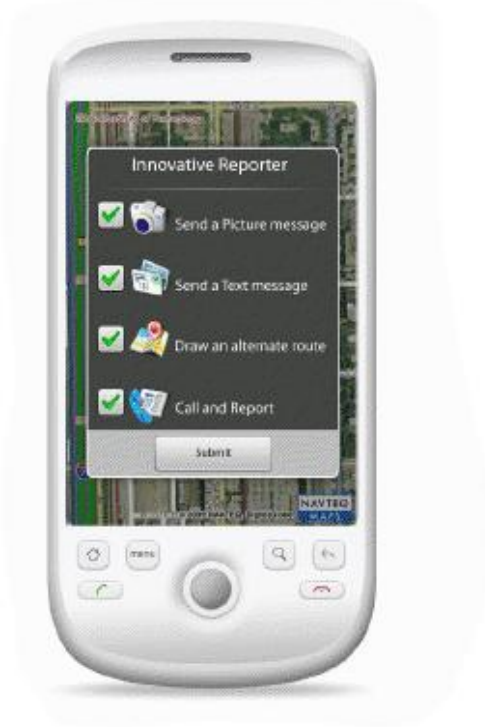 Innovative Reporter
Send a Picture message
Send a Text message
Draw an alternate route
Call and Report
Submit
NAVTEQ
MAPS
menu